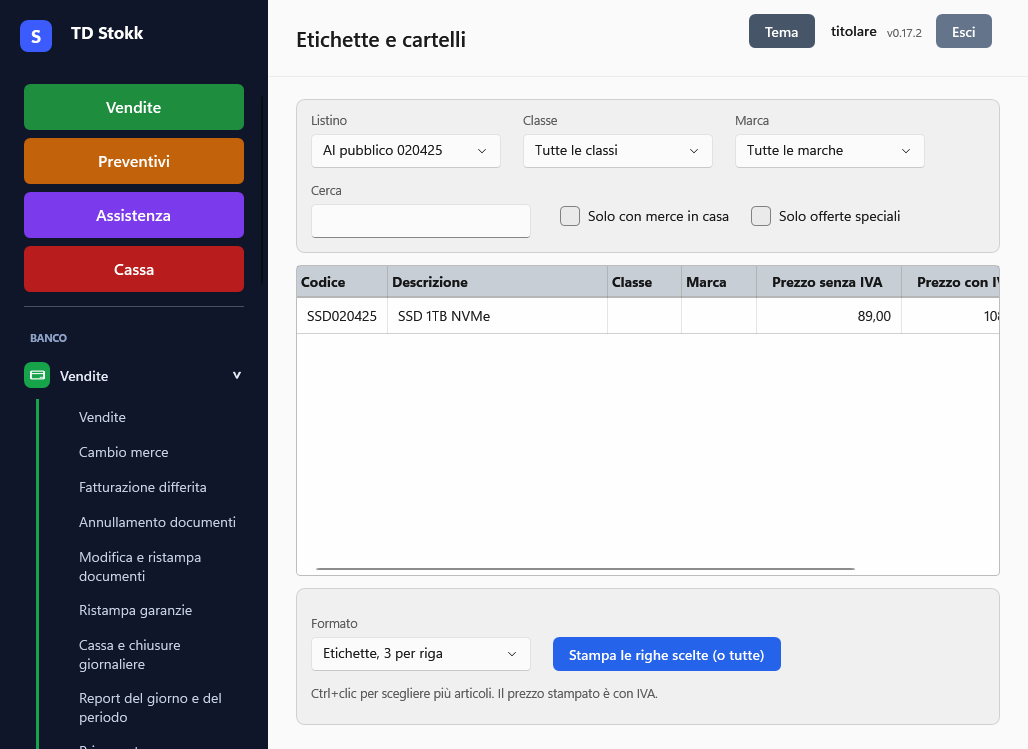 S
TD Stokk
Vendite
Preventivi
Assistenza
Cassa
BANCO
Vendite
Vendite
Cambio merce
Fatturazione differita
Annullamento documenti
Modifica e ristampa
documenti
Ristampa garanzie
Cassa e chiusure
giornaliere
Report del giorno e del
periodo
Etichette e cartelli
Tema
titolare
v0.17.2
Esci
Listino
Classe
Marca
Al pubblico 020425
Tutte le classi
Tutte le marche
Cerca
Solo con merce in casa
Solo offerte speciali
Codice Descrizione Classe Marca Prezzo senza IVA Prezzo con
SSD020425 SSD 1TB NVMe 89,00
Formato
Etichette, 3 per riga
Stampa le righe scelte (o tutte)
Ctrl+clic per scegliere più articoli. Il prezzo stampato è con IVA.